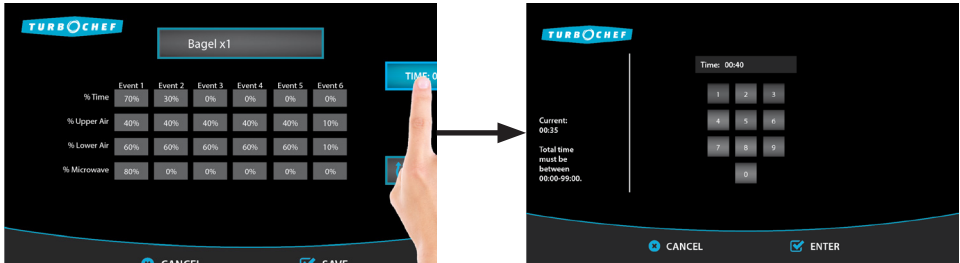 TURBOCHEF
Bagel x1
TIME: 0
Event 1 Event 2 Event 3 Event 4 Event 5 Event 6
% Time 70% 30% 0% 0% 0% 0%
% Upper Air 40% 40% 40% 40% 40% 10%
% Lower Air 60% 60% 60% 60% 60% 10%
% Microwave 80% 0% 0% 0% 0% 0%
CANCEL SAVE
TURBOCHEF
Time: 00:40
1 2 3
4 5 6
7 8 9
0
Current:
00:35
Total time
must be
between
00:00-99:00.
CANCEL ENTER